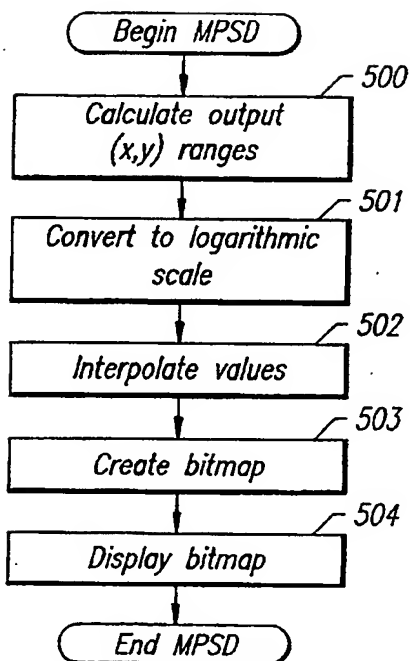 Begin MPSD
500
Calculate output
(x,y) ranges
501
Convert to logarithmic
scale
502
Interpolate values
503
Create bitmap
504
Display bitmap
End MPSD